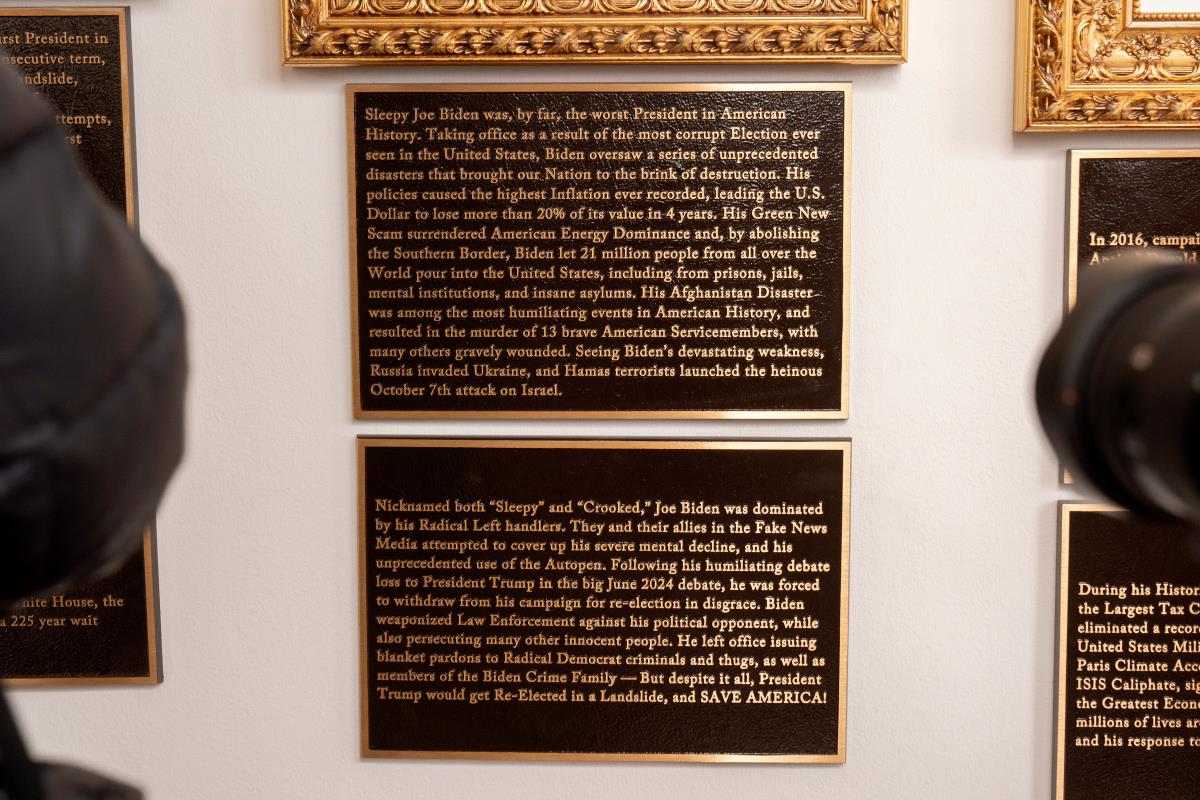 rst President in
secutive term,
ndslide,
ttempts,
rst
ite House, the
a 225 year wait
Sleepy Joe Biden was, by far, the worst President in American
History. Taking office as a result of the most corrupt Election ever
seen in the United States, Biden oversaw a series of unprecedented
disasters that brought our Nation to the brink of destruction. His
policies caused the highest Inflation ever recorded, leading the U.S.
Dollar to lose more than 20% of its value in 4 years. His Green New
Scam surrendered American Energy Dominance and, by abolishing
the Southern Border, Biden let 21 million people from all over the
World pour into the United States, including from prisons, jails,
mental institutions, and insane asylums. His Afghanistan Disaster
was among the most humiliating events in American History, and
resulted in the murder of 13 brave American Servicemembers, with
many others gravely wounded. Seeing Biden's devastating weakness,
Russia invaded Ukraine, and Hamas terrorists launched the heinous
October 7th attack on Israel.
Nicknamed both "Sleepy" and "Crooked," Joe Biden was dominated
by his Radical Left handlers. They and their allies in the Fake News
Media attempted to cover up his severe mental decline, and his
unprecedented use of the Autopen. Following his humiliating debate
loss to President Trump in the big June 2024 debate, he was forced
to withdraw from his campaign for re-election in disgrace. Biden
weaponized Law Enforcement against his political opponent, while
also persecuting many other innocent people. He left office issuing
blanket pardons to Radical Democrat criminals and thugs, as well as
members of the Biden Crime Family — But despite it all, President
Trump would get Re-Elected in a Landslide, and SAVE AMERICA!
In 2016, campai
During his Histor
the Largest Tax C
eliminated a recor
United States Mili
Paris Climate Acco
ISIS Caliphate, sig
the Greatest Econo
millions of lives ar
and his response to